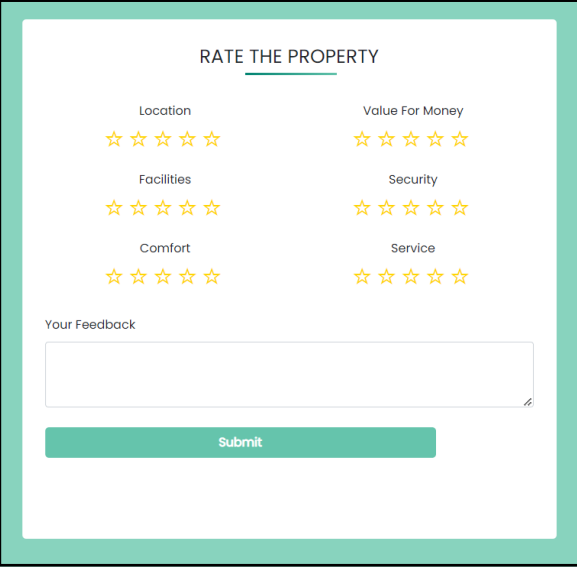 RATE THE PROPERTY
Location
Value For Money
Facilities
Security
Comfort
Service
Your Feedback
Submit